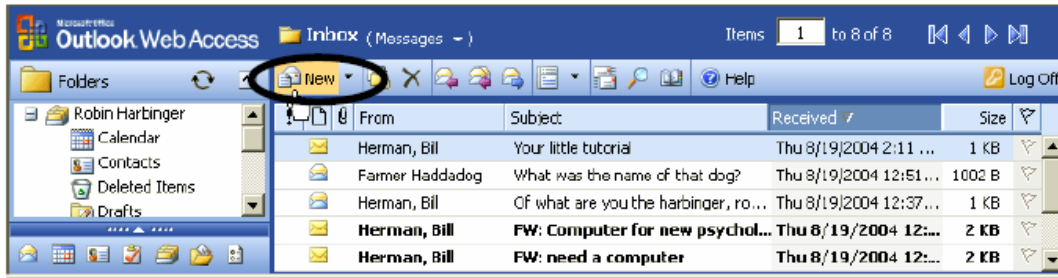 Microsoft Office
Outlook Web Access
Inbox (Messages ~)
Items 1 to 8 of 8
Folders
New
Help
Log Off
Robin Harbinger
Calendar
Contacts
Deleted Items
Drafts
From Subject Received Size
Herman, Bill Your little tutorial Thu 8/19/2004 2:11 ... 1 KB
Farmer Haddadog What was the name of that dog? Thu 8/19/2004 12:51... 1002 B
Herman, Bill Of what are you the harbinger, ro... Thu 8/19/2004 12:37... 1 KB
Herman, Bill FW: Computer for new psychol... Thu 8/19/2004 12:... 2 KB
Herman, Bill FW: need a computer Thu 8/19/2004 12:... 2 KB